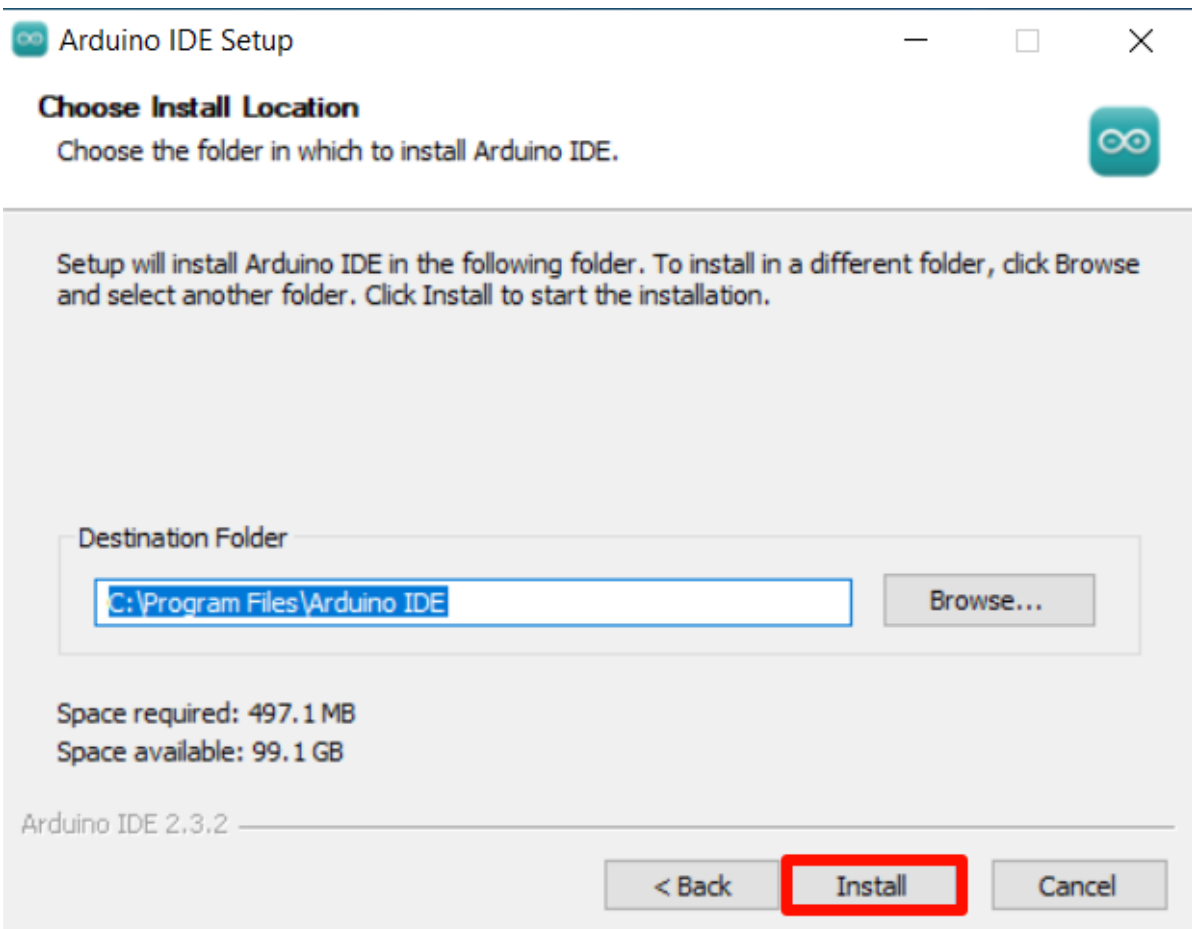 Arduino IDE Setup
Choose Install Location
Choose the folder in which to install Arduino IDE.
Setup will install Arduino IDE in the following folder. To install in a different folder, click Browse
and select another folder. Click Install to start the installation.
Destination Folder
C:\Program Files\Arduino IDE
Browse...
Space required: 497.1 MB
Space available: 99.1 GB
Arduino IDE 2.3.2
< Back
Install
Cancel